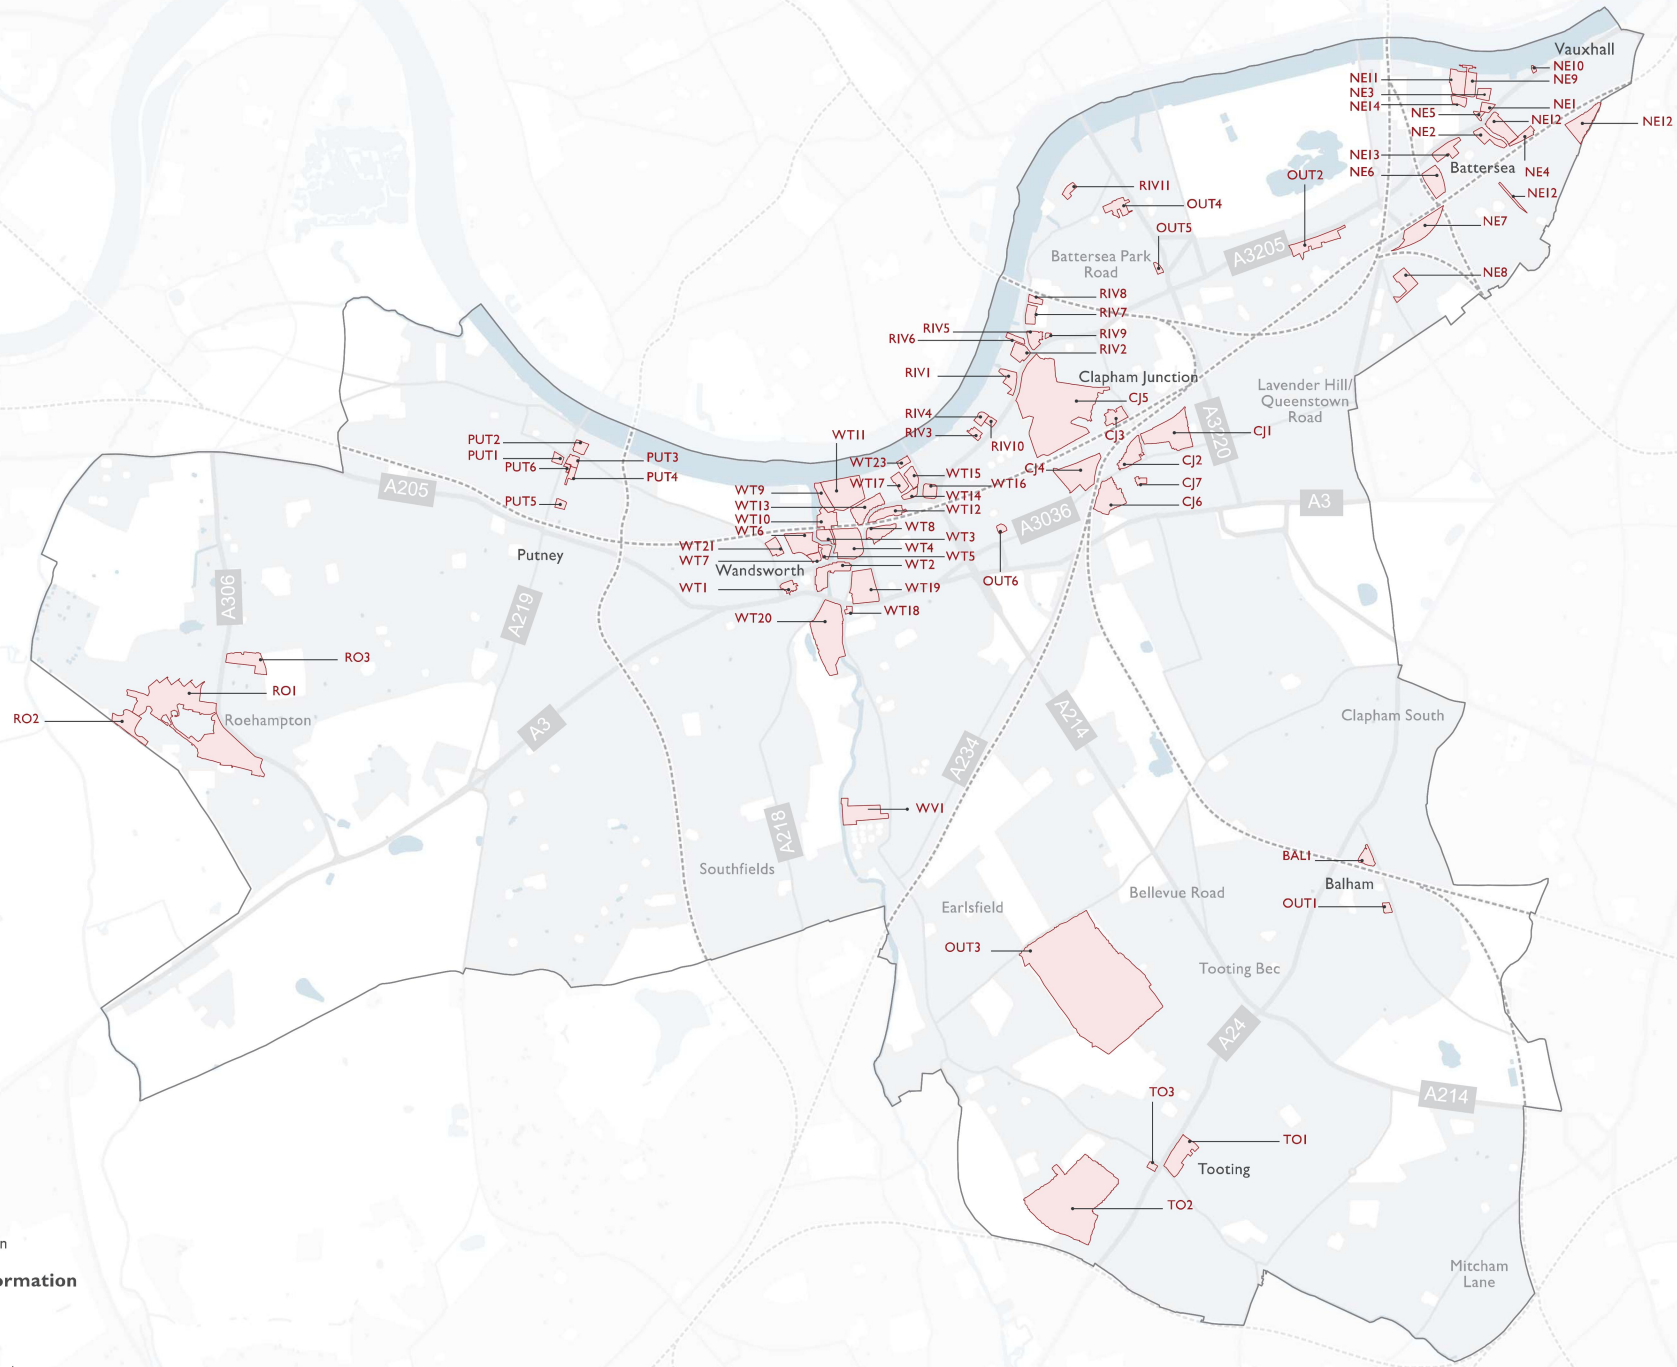 Vauxhall
NE10
NE11
NE9
NE3
NE14
NE1
NE5
NE12
NE12
NE2
NE13
Battersea
NE4
NE6
OUT2
RIV11
NE12
OUT4
NE7
OUT5
A3205
Battersea Park
Road
NE8
RIV8
RIV7
RIV5
RIV9
RIV6
RIV2
RIV1
Clapham Junction
Lavender Hill/
Queenstown
Road
CJ5
RIV4
RIV3
CJ3
CJ1
A3220
RIV10
WT11
PUT2
PUT1
PUT3
PUT6
PUT4
PUT5
A205
WT23
CJ2
CJ4
WT15
WT17
WT16
CJ7
WT9
WT14
CJ6
A3
WT13
WT12
WT10
A3036
WT6
WT8
WT3
WT21
WT4
WT7
WT5
Putney
Wandsworth
WT2
OUT6
WT1
WT19
A306
A219
WT18
WT20
RO3
RO1
RO2
Roehampton
A3
A214
Clapham South
A234
WV1
A218
Southfields
BAL1
Balham
Bellevue Road
OUT1
Earlsfield
OUT3
Tooting Bec
A24
TO3
A214
TO1
Tooting
TO2
n
Mitcham
Lane
ormation